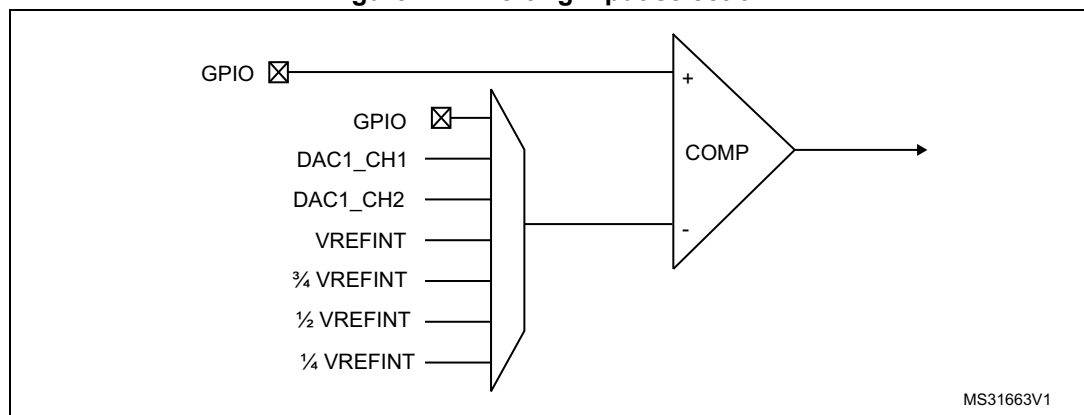 GPIO
+
GPIO
DAC1_CH1
COMP
DAC1_CH2
VREFINT
-
¾ VREFINT
½ VREFINT
¼ VREFINT
MS31663V1